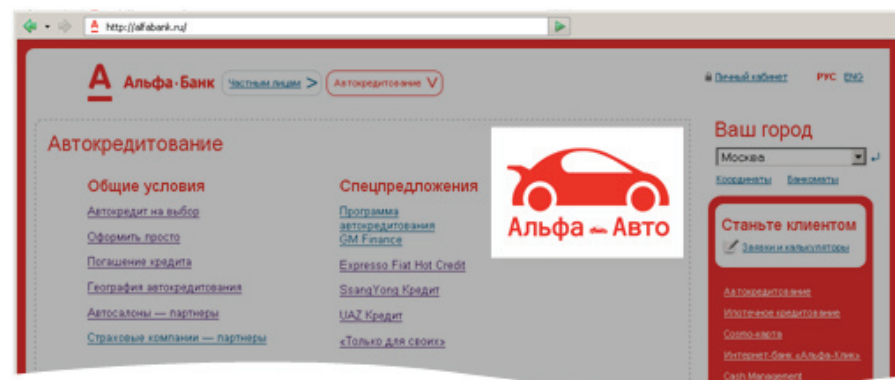 http://alfabank.ru/
А Альфа·Банк Частным лицам > Автокредитование V
Личный кабинет РУС ENG
Автокредитование
Общие условия
Автокредит на выбор
Оформить просто
Погашение кредита
География автокредитования
Автосалоны — партнеры
Страховые компании — партнеры
Спецпредложения
Программа
автокредитования
GM Finance
Expresso Fiat Hot Credit
SsangYong Кредит
UAZ Кредит
«Только для своих»
Альфа Авто
Ваш город
Москва
Координаты Банкоматы
Станьте клиентом
Заявки и калькуляторы
Автокредитование
Ипотечное кредитование
Cosmo-карта
Интернет-банк «Альфа-Клик»
Cash Management